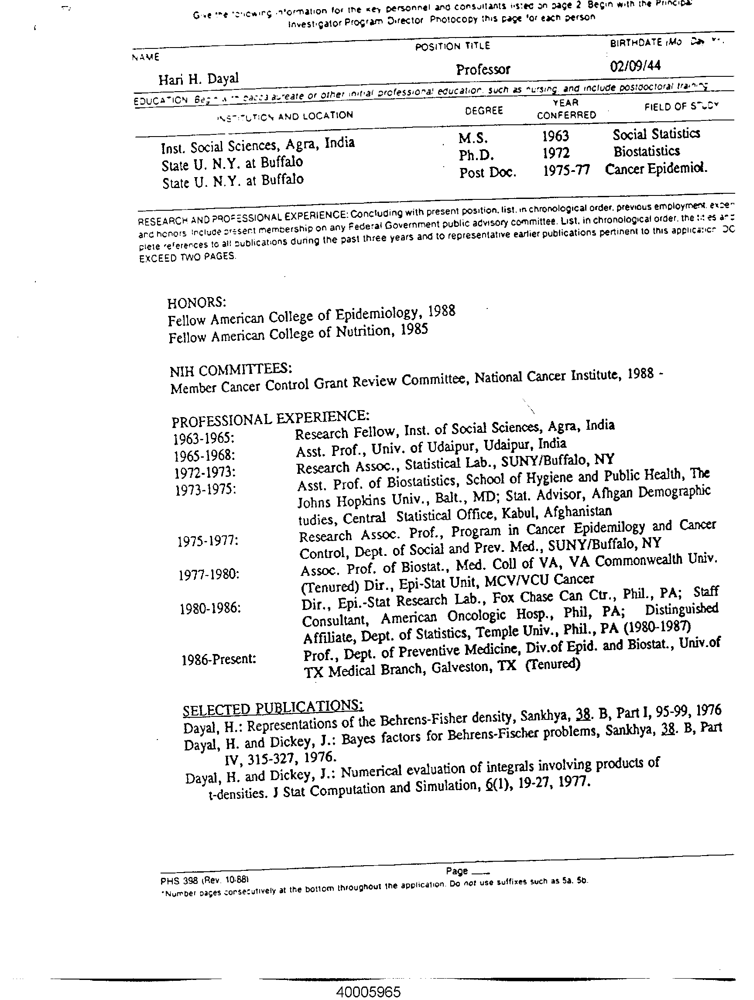 Give the following information for the key personnel and consultants listed on page 2. Begin with the Principal
Investigator Program Director. Photocopy this page for each person
NAME POSITION TITLE BIRTHDATE (Mo
Hari H. Dayal Professor 02/09/44
EDUCATION Begin with baccalaureate or other initial professional education, such as nursing, and include postdoctoral training
INSTITUTION AND LOCATION DEGREE YEAR CONFERRED FIELD OF STUDY
Inst. Social Sciences, Agra, India M.S. 1963 Social Statistics
State U. N.Y. at Buffalo Ph.D. 1972 Biostatistics
State U. N.Y. at Buffalo Post Doc. 1975-77 Cancer Epidemiol.
RESEARCH AND PROFESSIONAL EXPERIENCE: Concluding with present position, list, in chronological order, previous employment,
and honors. Include present membership on any Federal Government public advisory committee. List, in chronological order, the
plete references to all publications during the past three years and to representative earlier publications pertinent to this application
EXCEED TWO PAGES.
HONORS:
Fellow American College of Epidemiology, 1988
Fellow American College of Nutrition, 1985
NIH COMMITTEES:
Member Cancer Control Grant Review Committee, National Cancer Institute, 1988 -
PROFESSIONAL EXPERIENCE:
1963-1965: Research Fellow, Inst. of Social Sciences, Agra, India
1965-1968: Asst. Prof., Univ. of Udaipur, Udaipur, India
1972-1973: Research Assoc., Statistical Lab., SUNY/Buffalo, NY
1973-1975: Asst. Prof. of Biostatistics, School of Hygiene and Public Health, The
Johns Hopkins Univ., Balt., MD; Stat. Advisor, Afhgan Demographic
tudies, Central Statistical Office, Kabul, Afghanistan
1975-1977: Research Assoc. Prof., Program in Cancer Epidemilogy and Cancer
Control, Dept. of Social and Prev. Med., SUNY/Buffalo, NY
1977-1980: Assoc. Prof. of Biostat., Med. Coll of VA, VA Commonwealth Univ.
(Tenured) Dir., Epi-Stat Unit, MCV/VCU Cancer
1980-1986: Dir., Epi.-Stat Research Lab., Fox Chase Can Ctr., Phil., PA; Staff
Consultant, American Oncologic Hosp., Phil, PA; Distinguished
Affiliate, Dept. of Statistics, Temple Univ., Phil., PA (1980-1987)
1986-Present: Prof., Dept. of Preventive Medicine, Div.of Epid. and Biostat., Univ.of
TX Medical Branch, Galveston, TX (Tenured)
SELECTED PUBLICATIONS:
Dayal, H.: Representations of the Behrens-Fisher density, Sankhya, 38. B, Part I, 95-99, 1976
Dayal, H. and Dickey, J.: Bayes factors for Behrens-Fischer problems, Sankhya, 38. B, Part
IV, 315-327, 1976.
Dayal, H. and Dickey, J.: Numerical evaluation of integrals involving products of
t-densities. J Stat Computation and Simulation, 6(1), 19-27, 1977.
PHS 398 (Rev. 10-88) Page ___
*Number pages consecutively at the bottom throughout the application. Do not use suffixes such as 5a, 5b.
40005965